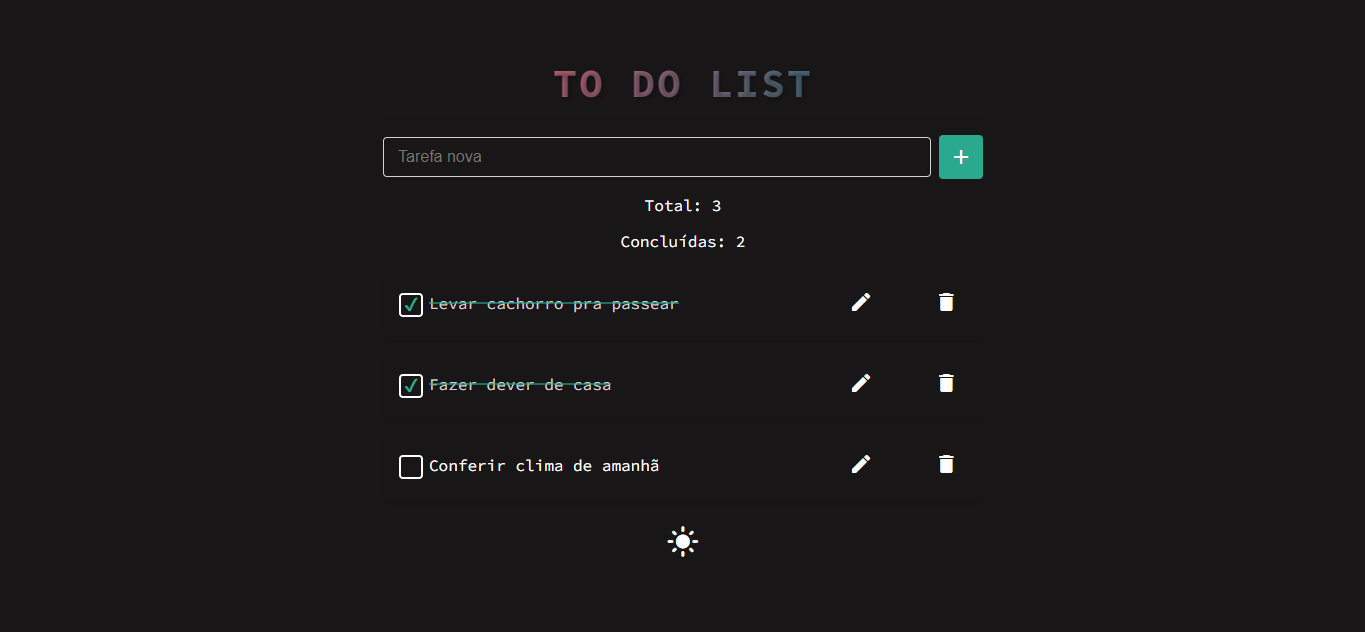 TO DO LIST
Tarefa nova
Total: 3
Concluídas: 2
Levar cachorro pra passear
Fazer dever de casa
Conferir clima de amanhã